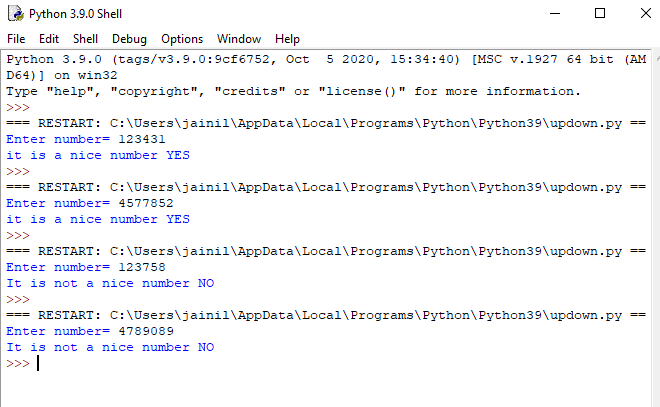 Python 3.9.0 Shell
File Edit Shell Debug Options Window Help
Python 3.9.0 (tags/v3.9.0:9cf6752, Oct  5 2020, 15:34:40) [MSC v.1927 64 bit (AM
D64)] on win32
Type "help", "copyright", "credits" or "license()" for more information.
>>>
=== RESTART: C:\Users\jainil\AppData\Local\Programs\Python\Python39\updown.py ==
Enter number= 123431
it is a nice number YES
>>>
=== RESTART: C:\Users\jainil\AppData\Local\Programs\Python\Python39\updown.py ==
Enter number= 4577852
it is a nice number YES
>>>
=== RESTART: C:\Users\jainil\AppData\Local\Programs\Python\Python39\updown.py ==
Enter number= 123758
It is not a nice number NO
>>>
=== RESTART: C:\Users\jainil\AppData\Local\Programs\Python\Python39\updown.py ==
Enter number= 4789089
It is not a nice number NO
>>>